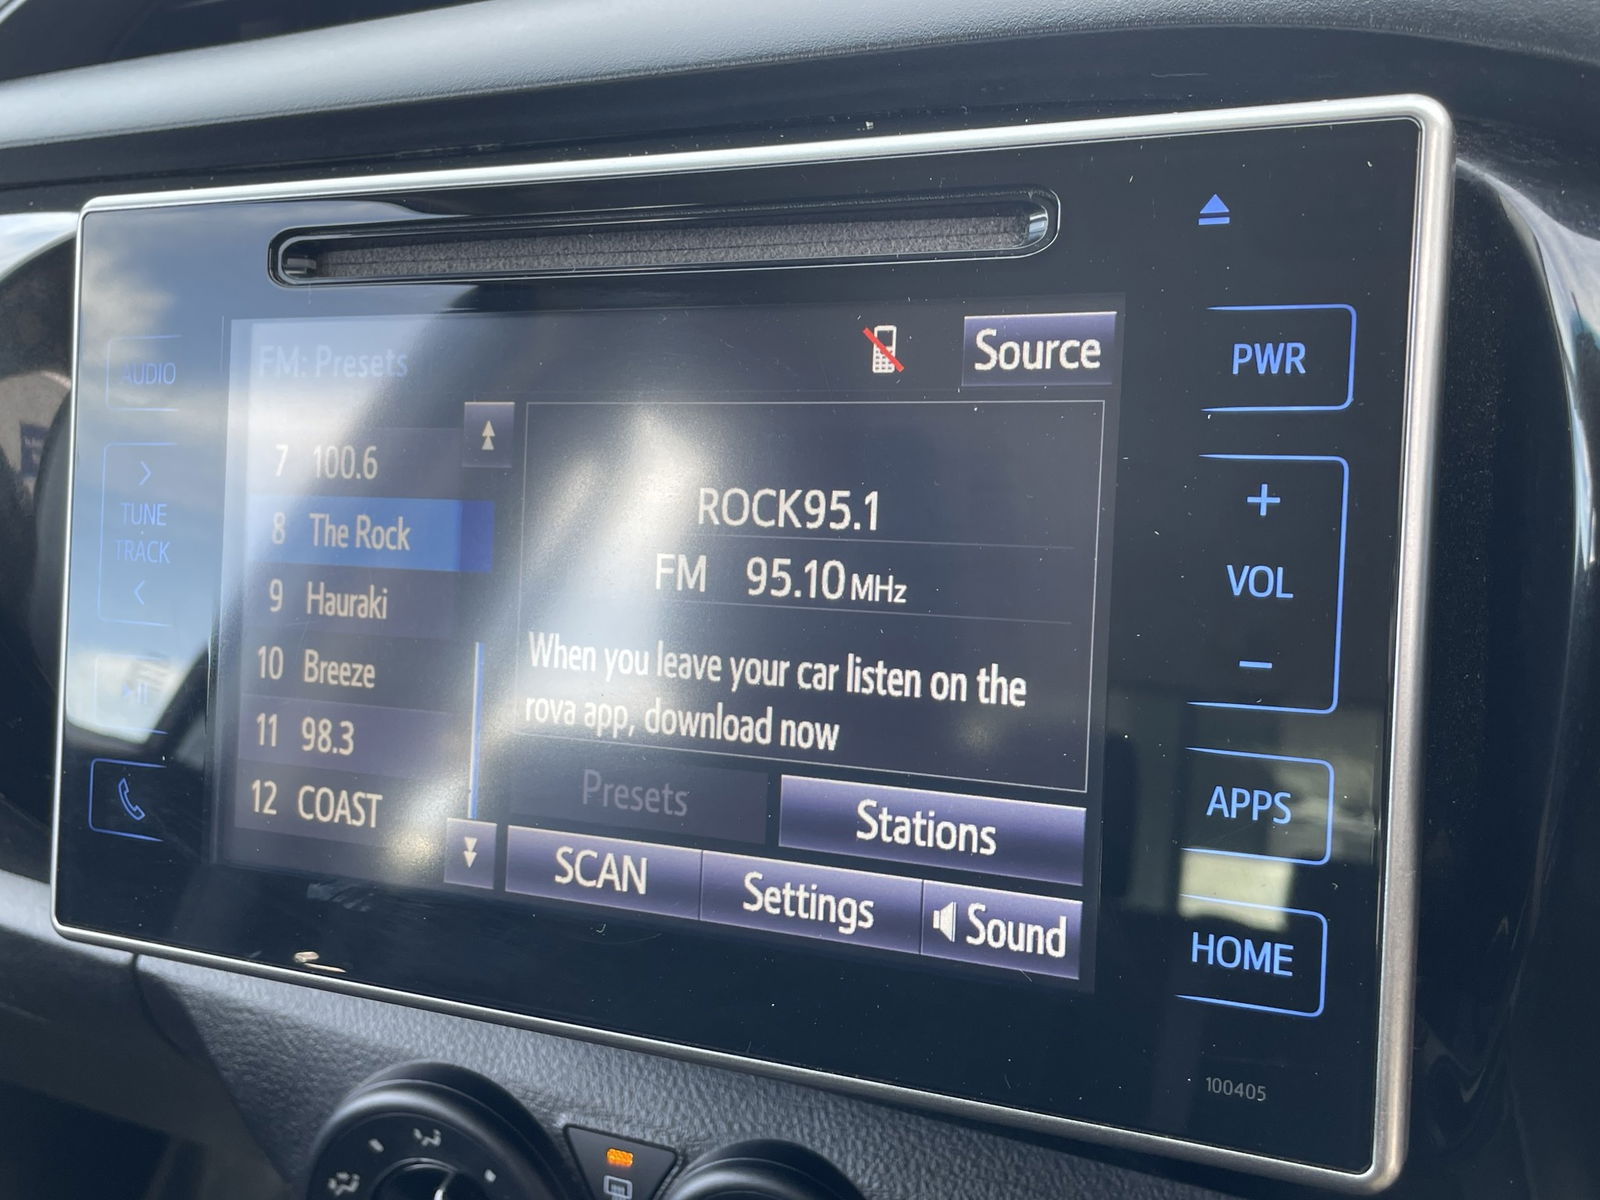 FM: Presets
Source
7 100.6
8 The Rock
9 Hauraki
10 Breeze
11 98.3
12 COAST
ROCK95.1
FM 95.10MHz
When you leave your car listen on the
rova app, download now
Presets
Stations
SCAN
Settings
Sound
AUDIO
TUNE
TRACK
PWR
+
VOL
−
APPS
HOME
100405